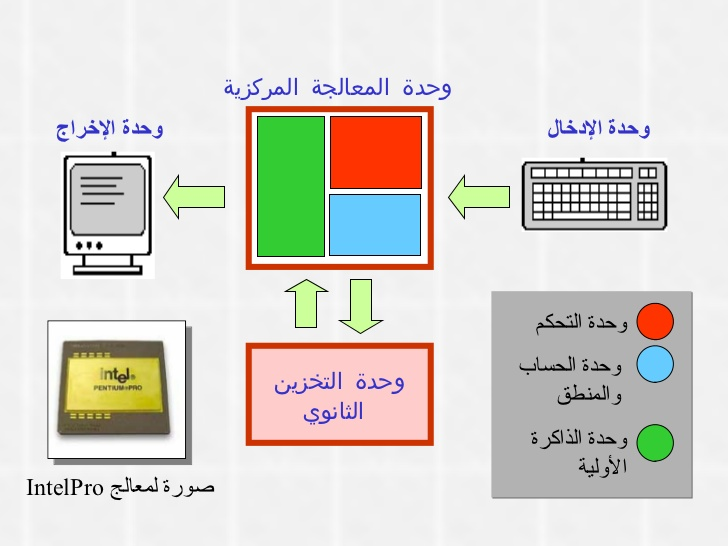 وحدة المعالجة المركزية
وحدة الإدخال
وحدة الإخراج
وحدة التحكم
وحدة الحساب
والمنطق
وحدة الذاكرة
الأولية
وحدة التخزين
الثانوي
intel®
PENTIUM®PRO
صورة لمعالج IntelPro